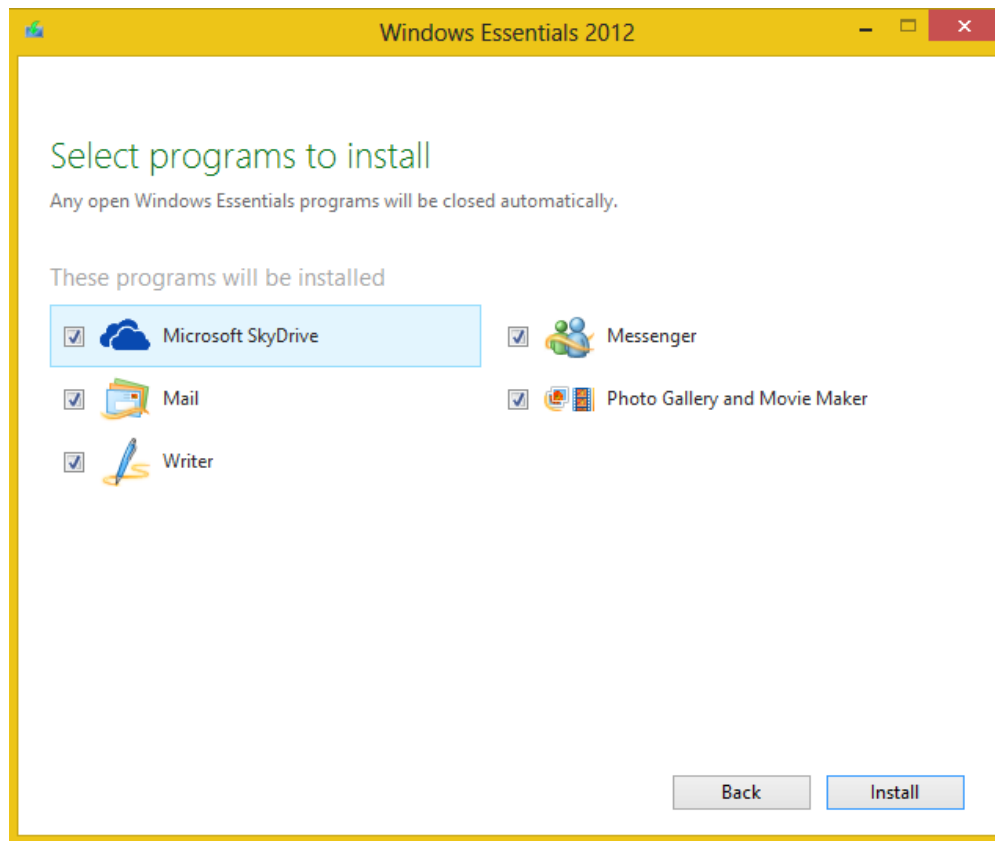 Windows Essentials 2012
Select programs to install
Any open Windows Essentials programs will be closed automatically.
These programs will be installed
Microsoft SkyDrive
Messenger
Mail
Photo Gallery and Movie Maker
Writer
Back
Install